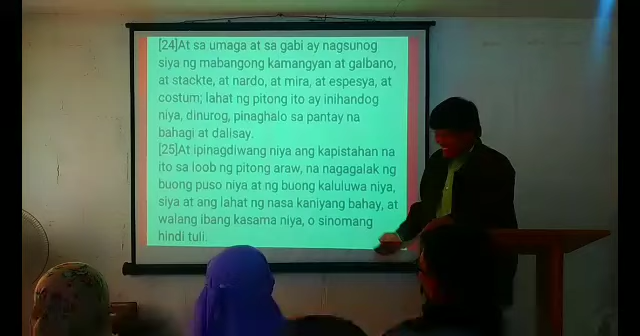 [24]At sa umaga at sa gabi ay nagsunog
siya ng mabangong kamangyan at galbano,
at stackte, at nardo, at mira, at espesya, at
costum; lahat ng pitong ito ay inihandog
niya, dinurog, pinaghalo sa pantay na
bahagi at dalisay.
[25]At ipinagdiwang niya ang kapistahan na
ito sa loob ng pitong araw, na nagagalak ng
buong puso niya at ng buong kaluluwa niya,
siya at ang lahat ng nasa kaniyang bahay, at
walang ibang kasama niya, o sinomang
hindi tuli.